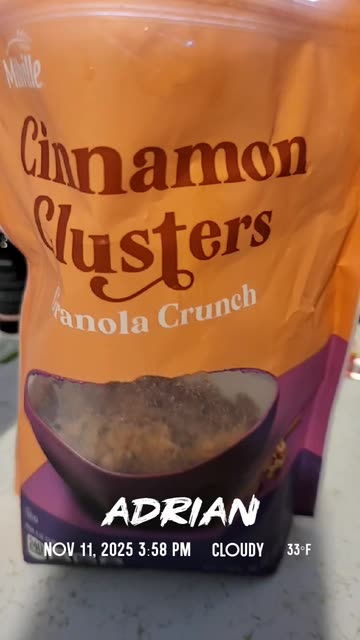 Millville
Cinnamon
Clusters
Granola Crunch
ADRIAN
NOV 11, 2025 3:58 PM CLOUDY 33°F